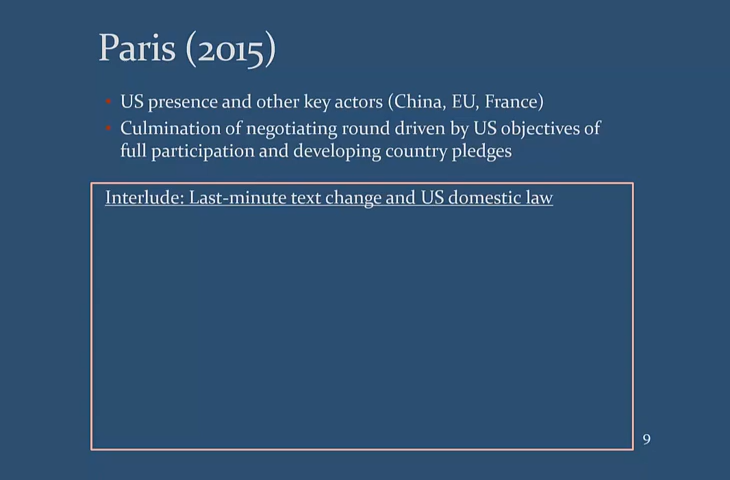 Paris (2015)
• US presence and other key actors (China, EU, France)
• Culmination of negotiating round driven by US objectives of
full participation and developing country pledges
Interlude: Last-minute text change and US domestic law
9